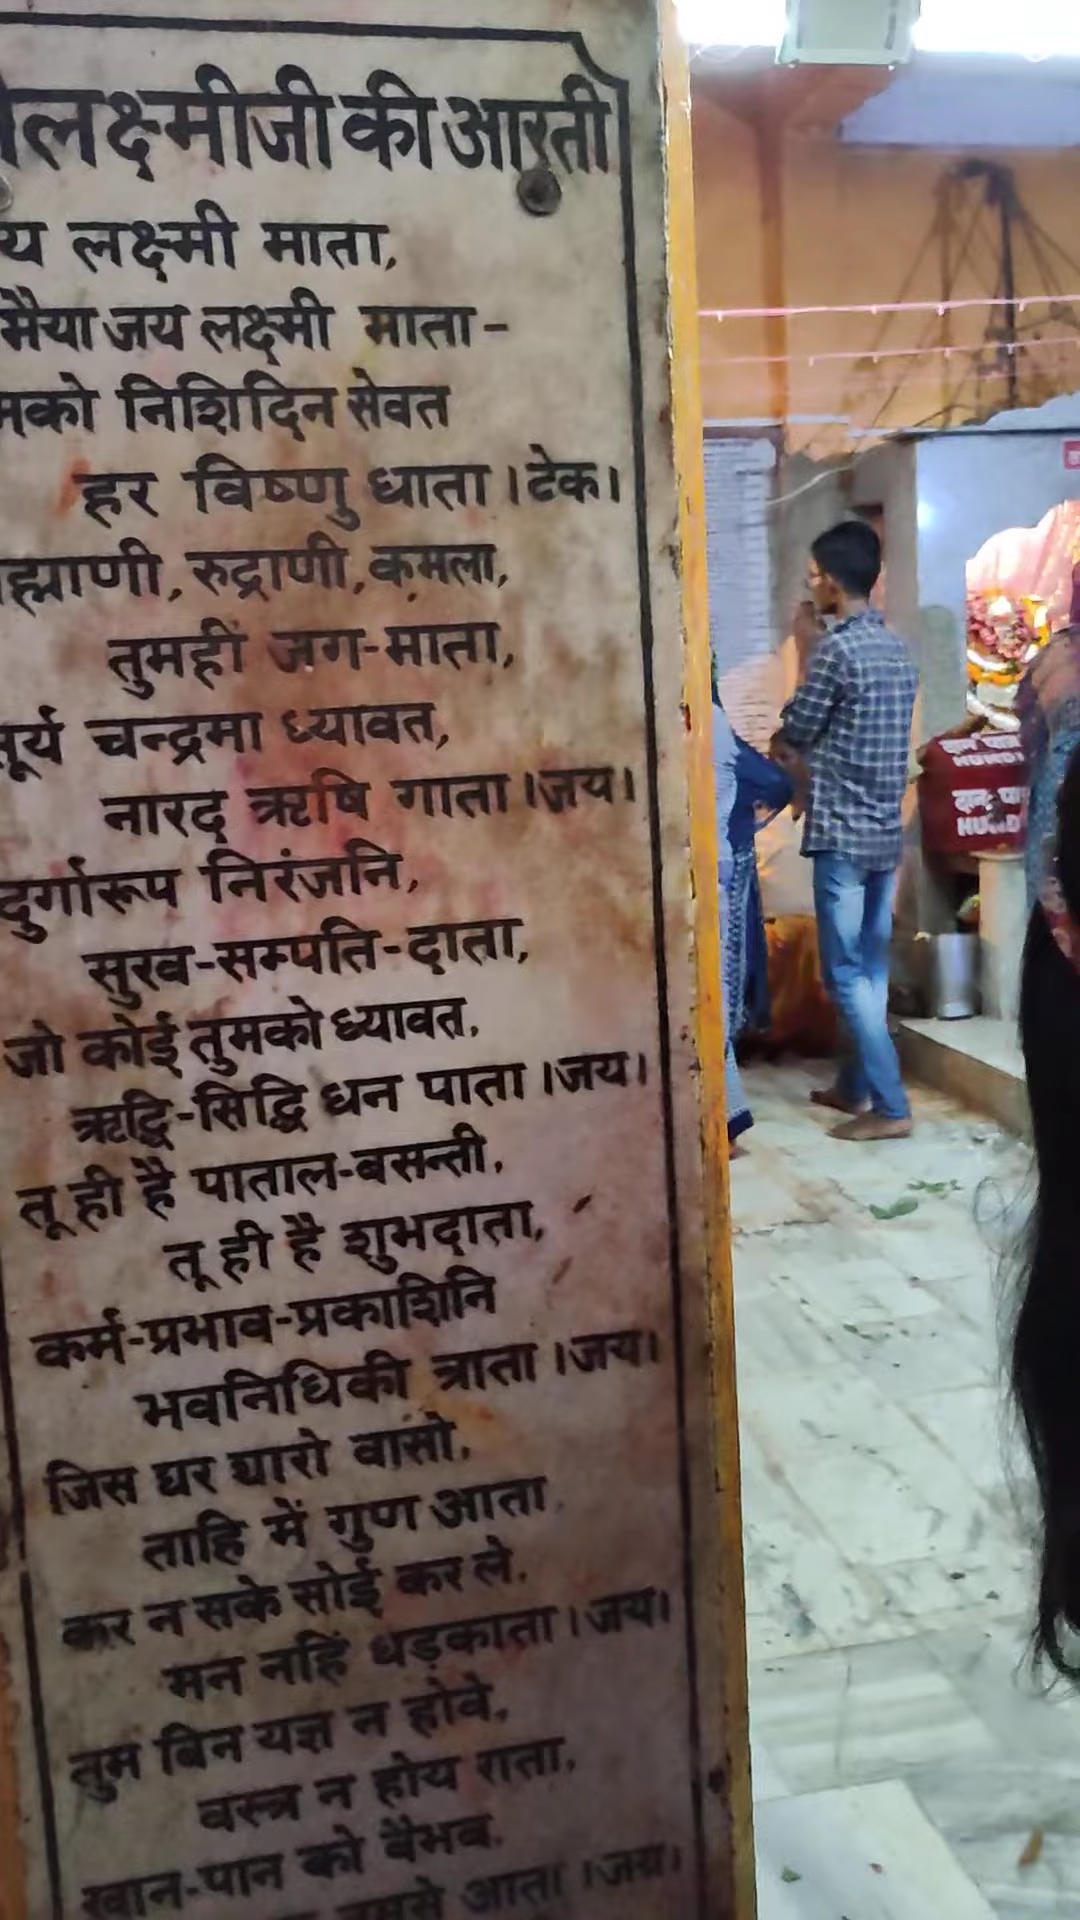 लक्ष्मीजी की आरती
लक्ष्मी माता,
मैया जय लक्ष्मी माता-
निशिदिन सेवत
हर विष्णु धाता।टेक।
रुद्राणी, कमला,
तुमहीं जग-माता,
सूर्य चन्द्रमा ध्यावत,
नारद ऋषि गाता।जय।
दुर्गारूप निरंजनि,
सुख-सम्पति-दाता,
जो कोई तुमको ध्यावत,
ऋद्धि-सिद्धि धन पाता।जय।
तू ही है पाताल-बसन्ती,
तू ही है शुभदाता,
कर्म-प्रभाव-प्रकाशिनि
भवनिधिकी त्राता।जय।
जिस घर थारो वासो,
ताहि में गुण आता
कर न सके सोई कर ले,
मन नहिं धड़काता।जय।
तुम बिन यज्ञ न होवे,
वस्त्र न होय राता,
खान-पान को वैभव,
आता।जय।
HUNDI